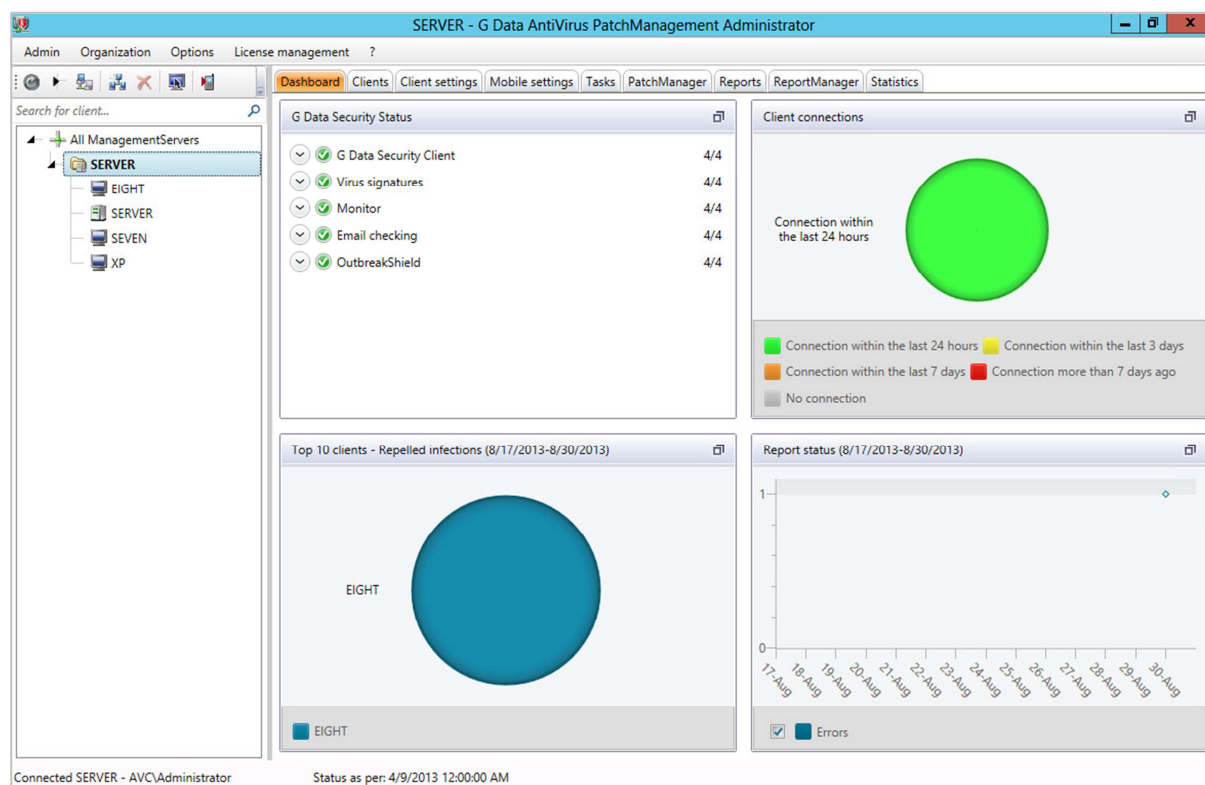 SERVER - G Data AntiVirus PatchManagement Administrator
Admin Organization Options License management ?
Dashboard Clients Client settings Mobile settings Tasks PatchManager Reports ReportManager Statistics
Search for client...
All ManagementServers
SERVER
EIGHT
SERVER
SEVEN
XP
G Data Security Status
G Data Security Client 4/4
Virus signatures 4/4
Monitor 4/4
Email checking 4/4
OutbreakShield 4/4
Client connections
Connection within
the last 24 hours
Connection within the last 24 hours Connection within the last 3 days
Connection within the last 7 days Connection more than 7 days ago
No connection
Top 10 clients - Repelled infections (8/17/2013-8/30/2013)
EIGHT
EIGHT
Report status (8/17/2013-8/30/2013)
1
0
17-Aug 18-Aug 19-Aug 20-Aug 21-Aug 22-Aug 23-Aug 24-Aug 25-Aug 26-Aug 27-Aug 28-Aug 29-Aug 30-Aug
Errors
Connected SERVER - AVC\Administrator Status as per: 4/9/2013 12:00:00 AM